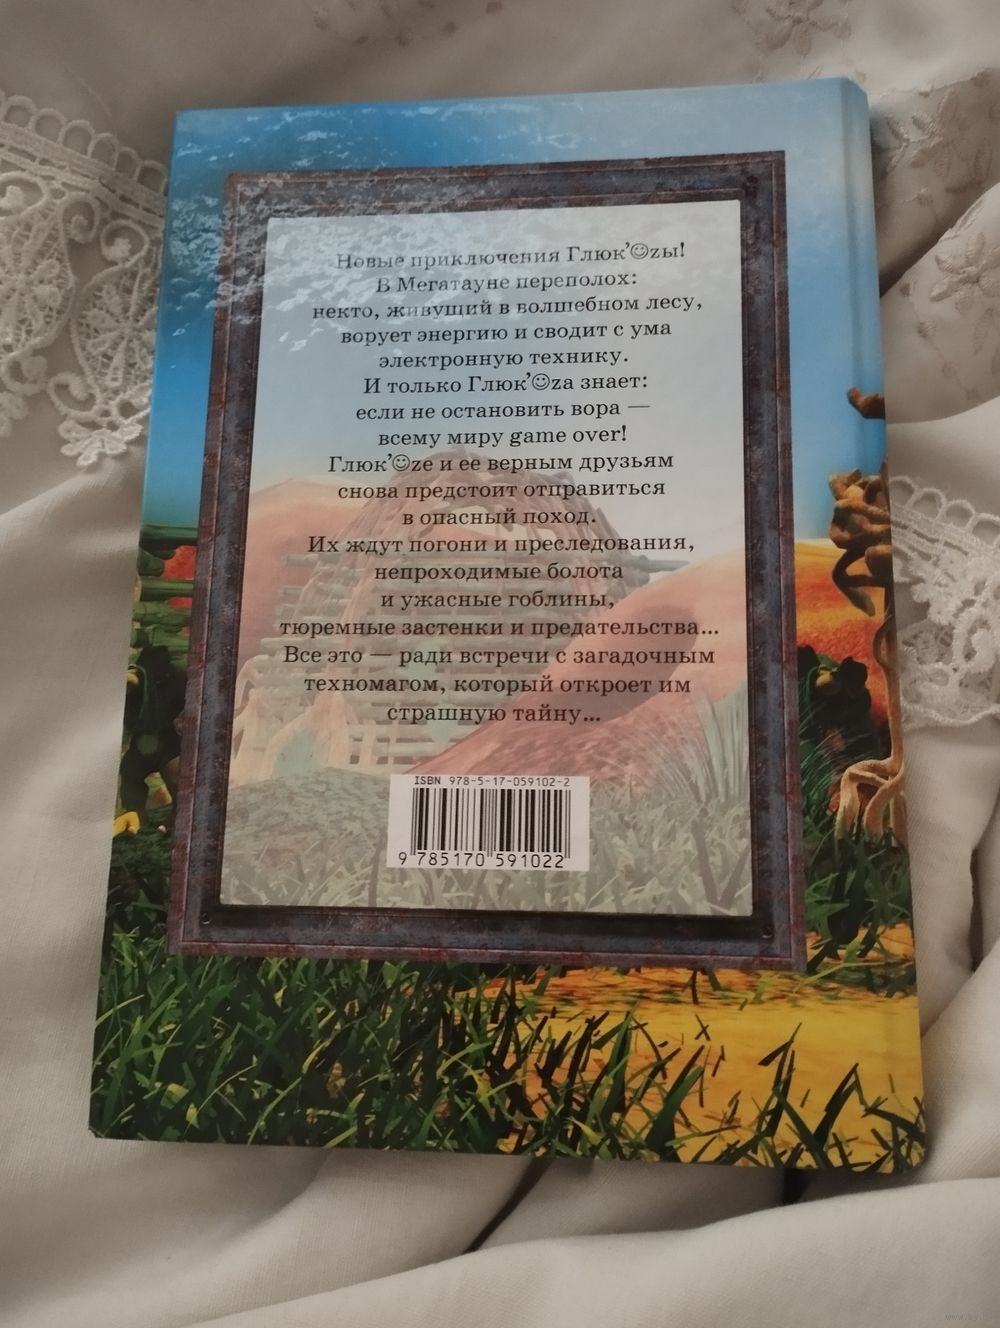 Новые приключения Глюк’☺zы!
В Мегатауне переполох:
некто, живущий в волшебном лесу,
ворует энергию и сводит с ума
электронную технику.
И только Глюк’☺za знает:
если не остановить вора —
всему миру game over!
Глюк’☺ze и ее верным друзьям
снова предстоит отправиться
в опасный поход.
Их ждут погони и преследования,
непроходимые болота
и ужасные гоблины,
тюремные застенки и предательства...
Все это — ради встречи с загадочным
техномагом, который откроет им
страшную тайну...
ISBN 978-5-17-059102-2
9 785170 591022